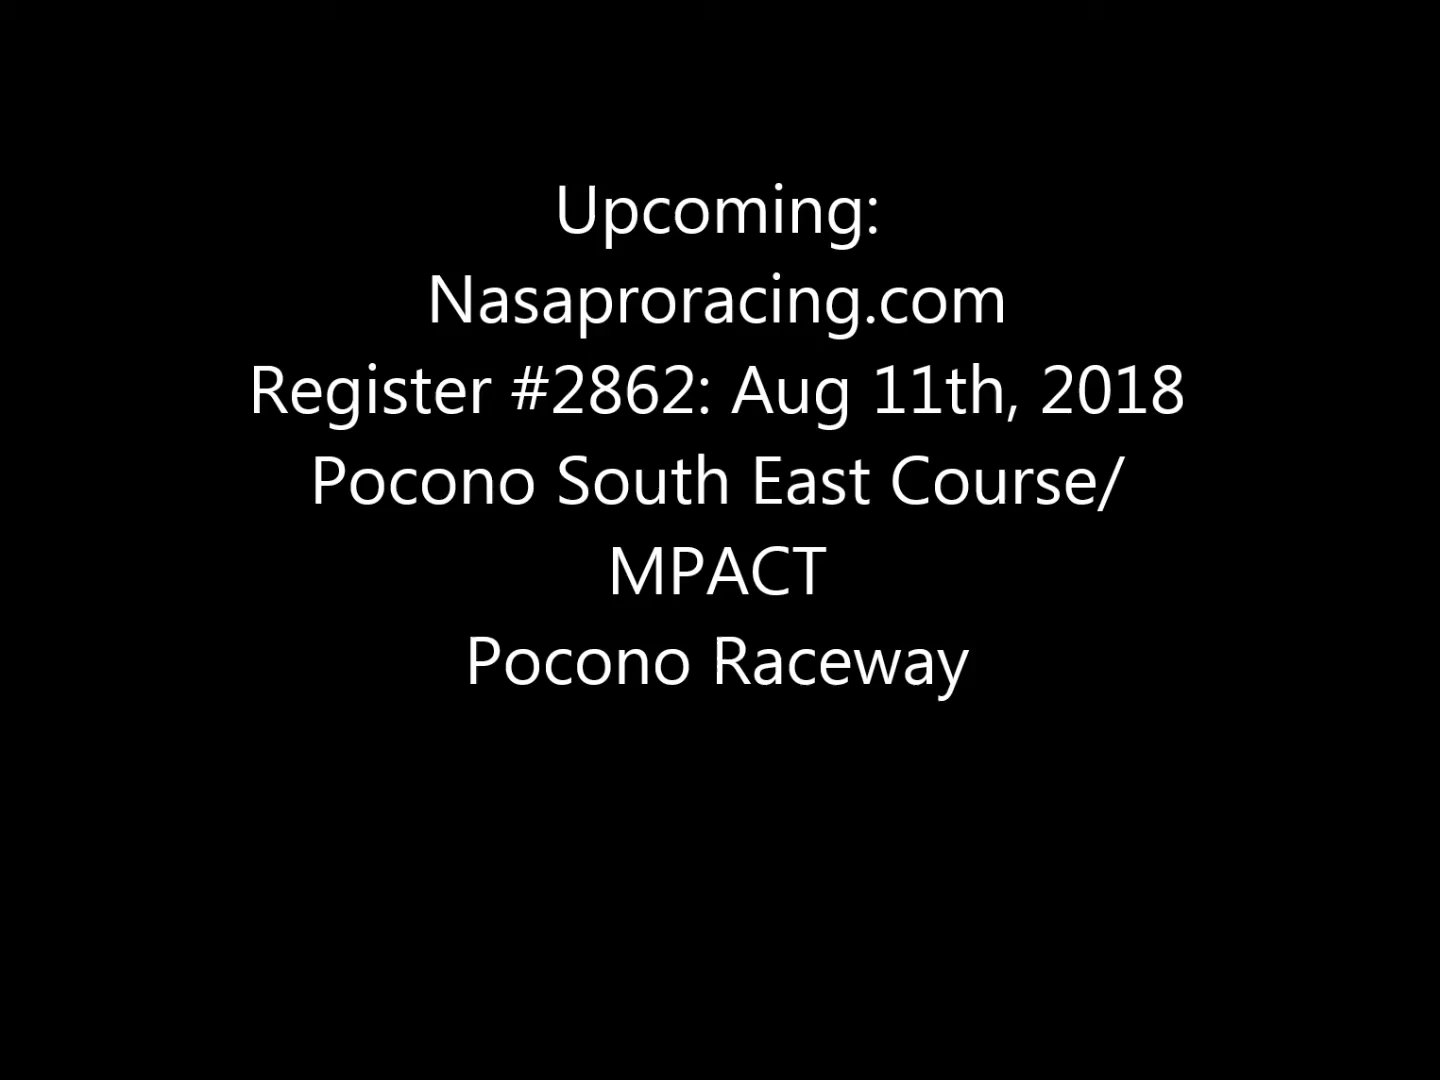 Upcoming:
Nasaproracing.com
Register #2862: Aug 11th, 2018
Pocono South East Course/
MPACT
Pocono Raceway